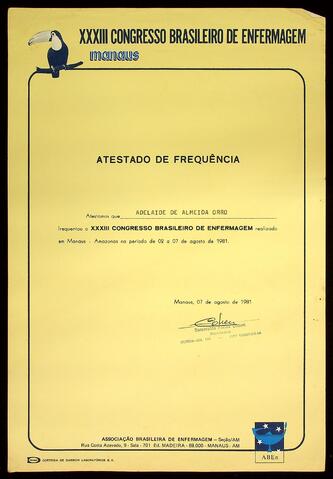 XXXIII CONGRESSO BRASILEIRO DE ENFERMAGEM
manaus
ATESTADO DE FREQUÊNCIA
Atestamos que ADELAIDE DE ALMEIDA ORRO
frequentou o XXXIII CONGRESSO BRASILEIRO DE ENFERMAGEM realizado
em Manaus - Amazonas no período de 02 a 07 de agosto de 1981.
Manaus, 07 de agosto de 1981
ASSOCIAÇÃO BRASILEIRA DE ENFERMAGEM - Seção/AM
Rua Costa Azevedo, 9 - Sala - 701 Ed. MADEIRA - 69.000 - MANAUS - AM
ABEn
CORTESIA DE DARROW LABORATÓRIOS S. A.